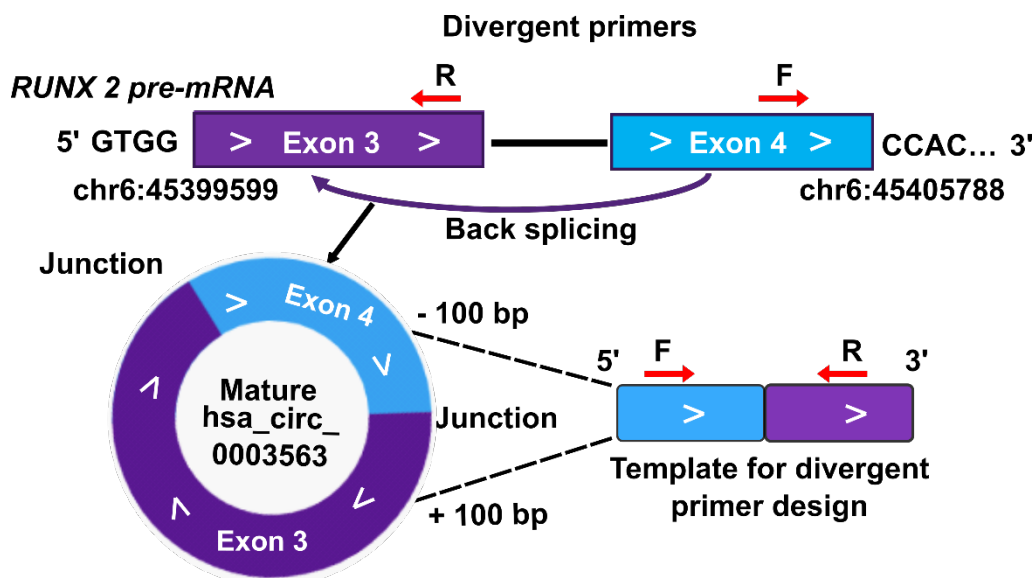 Divergent primers
R
F
RUNX 2 pre-mRNA
5' GTGG
> Exon 3 >
> Exon 4 >
CCAC... 3'
chr6:45399599
chr6:45405788
Back splicing
Junction
> Exon 4 >
- 100 bp
Mature
hsa_circ_
0003563
Junction
5'
F
R
3'
>
>
Template for divergent
primer design
+ 100 bp
> > >
Exon 3